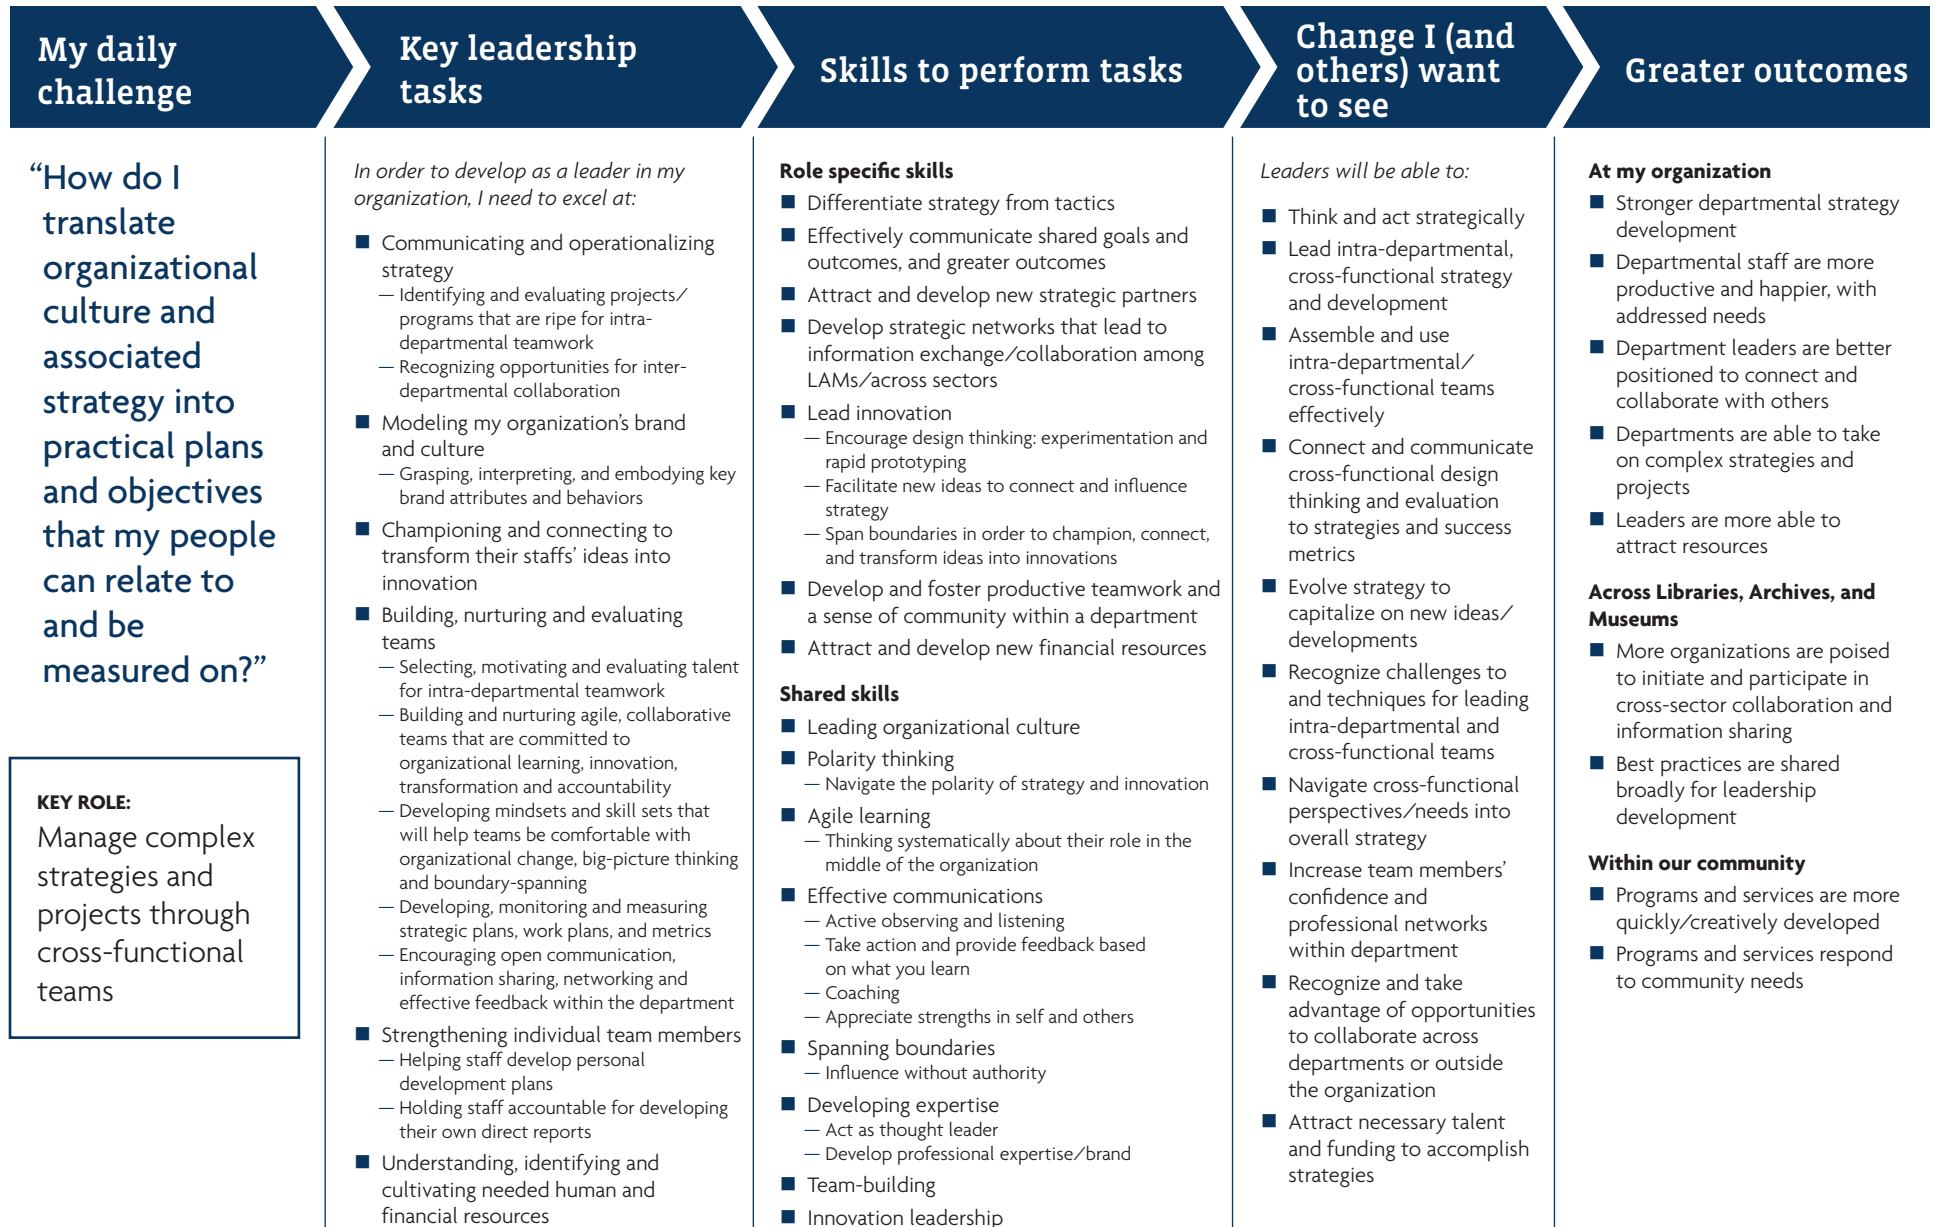 My daily
challenge
Key leadership
tasks
Skills to perform tasks
Change I (and
others) want
to see
Greater outcomes
“How do I
translate
organizational
culture and
associated
strategy into
practical plans
and objectives
that my people
can relate to
and be
measured on?”
KEY ROLE:
Manage complex
strategies and
projects through
cross-functional
teams
In order to develop as a leader in my
organization, I need to excel at:
■ Communicating and operationalizing
strategy
— Identifying and evaluating projects/
programs that are ripe for intra-
departmental teamwork
— Recognizing opportunities for inter-
departmental collaboration
■ Modeling my organization’s brand
and culture
— Grasping, interpreting, and embodying key
brand attributes and behaviors
■ Championing and connecting to
transform their staffs’ ideas into
innovation
■ Building, nurturing and evaluating
teams
— Selecting, motivating and evaluating talent
for intra-departmental teamwork
— Building and nurturing agile, collaborative
teams that are committed to
organizational learning, innovation,
transformation and accountability
— Developing mindsets and skill sets that
will help teams be comfortable with
organizational change, big-picture thinking
and boundary-spanning
— Developing, monitoring and measuring
strategic plans, work plans, and metrics
— Encouraging open communication,
information sharing, networking and
effective feedback within the department
■ Strengthening individual team members
— Helping staff develop personal
development plans
— Holding staff accountable for developing
their own direct reports
■ Understanding, identifying and
cultivating needed human and
financial resources
Role specific skills
■ Differentiate strategy from tactics
■ Effectively communicate shared goals and
outcomes, and greater outcomes
■ Attract and develop new strategic partners
■ Develop strategic networks that lead to
information exchange/collaboration among
LAMs/across sectors
■ Lead innovation
— Encourage design thinking: experimentation and
rapid prototyping
— Facilitate new ideas to connect and influence
strategy
— Span boundaries in order to champion, connect,
and transform ideas into innovations
■ Develop and foster productive teamwork and
a sense of community within a department
■ Attract and develop new financial resources
Shared skills
■ Leading organizational culture
■ Polarity thinking
— Navigate the polarity of strategy and innovation
■ Agile learning
— Thinking systematically about their role in the
middle of the organization
■ Effective communications
— Active observing and listening
— Take action and provide feedback based
on what you learn
— Coaching
— Appreciate strengths in self and others
■ Spanning boundaries
— Influence without authority
■ Developing expertise
— Act as thought leader
— Develop professional expertise/brand
■ Team-building
■ Innovation leadership
Leaders will be able to:
■ Think and act strategically
■ Lead intra-departmental,
cross-functional strategy
and development
■ Assemble and use
intra-departmental/
cross-functional teams
effectively
■ Connect and communicate
cross-functional design
thinking and evaluation
to strategies and success
metrics
■ Evolve strategy to
capitalize on new ideas/
developments
■ Recognize challenges to
and techniques for leading
intra-departmental and
cross-functional teams
■ Navigate cross-functional
perspectives/needs into
overall strategy
■ Increase team members’
confidence and
professional networks
within department
■ Recognize and take
advantage of opportunities
to collaborate across
departments or outside
the organization
■ Attract necessary talent
and funding to accomplish
strategies
At my organization
■ Stronger departmental strategy
development
■ Departmental staff are more
productive and happier, with
addressed needs
■ Department leaders are better
positioned to connect and
collaborate with others
■ Departments are able to take
on complex strategies and
projects
■ Leaders are more able to
attract resources
Across Libraries, Archives, and
Museums
■ More organizations are poised
to initiate and participate in
cross-sector collaboration and
information sharing
■ Best practices are shared
broadly for leadership
development
Within our community
■ Programs and services are more
quickly/creatively developed
■ Programs and services respond
to community needs